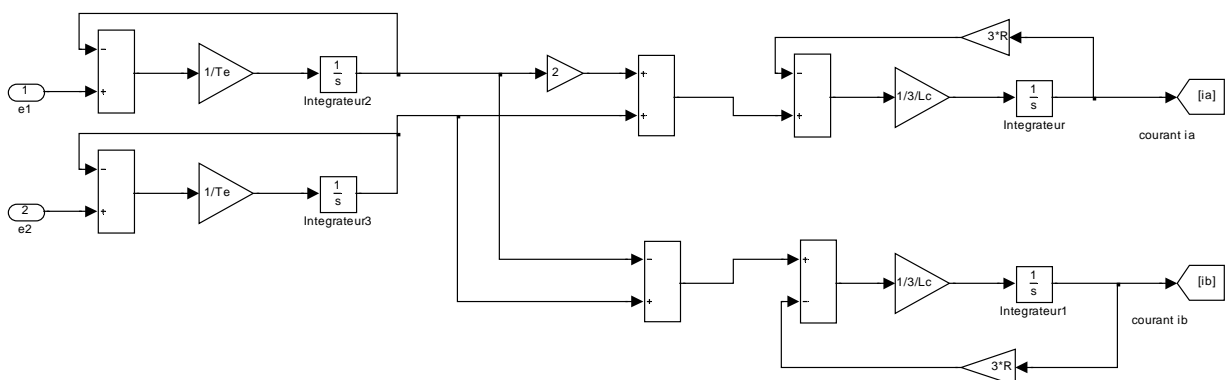 3*R
1
e1
-
+
1/Te
1
s
Integrateur2
2
+
+
-
+
1/3/Lc
1
s
Integrateur
[ia]
courant ia
2
e2
-
+
1/Te
1
s
Integrateur3
-
+
+
-
1/3/Lc
1
s
Integrateur1
[ib]
courant ib
3*R